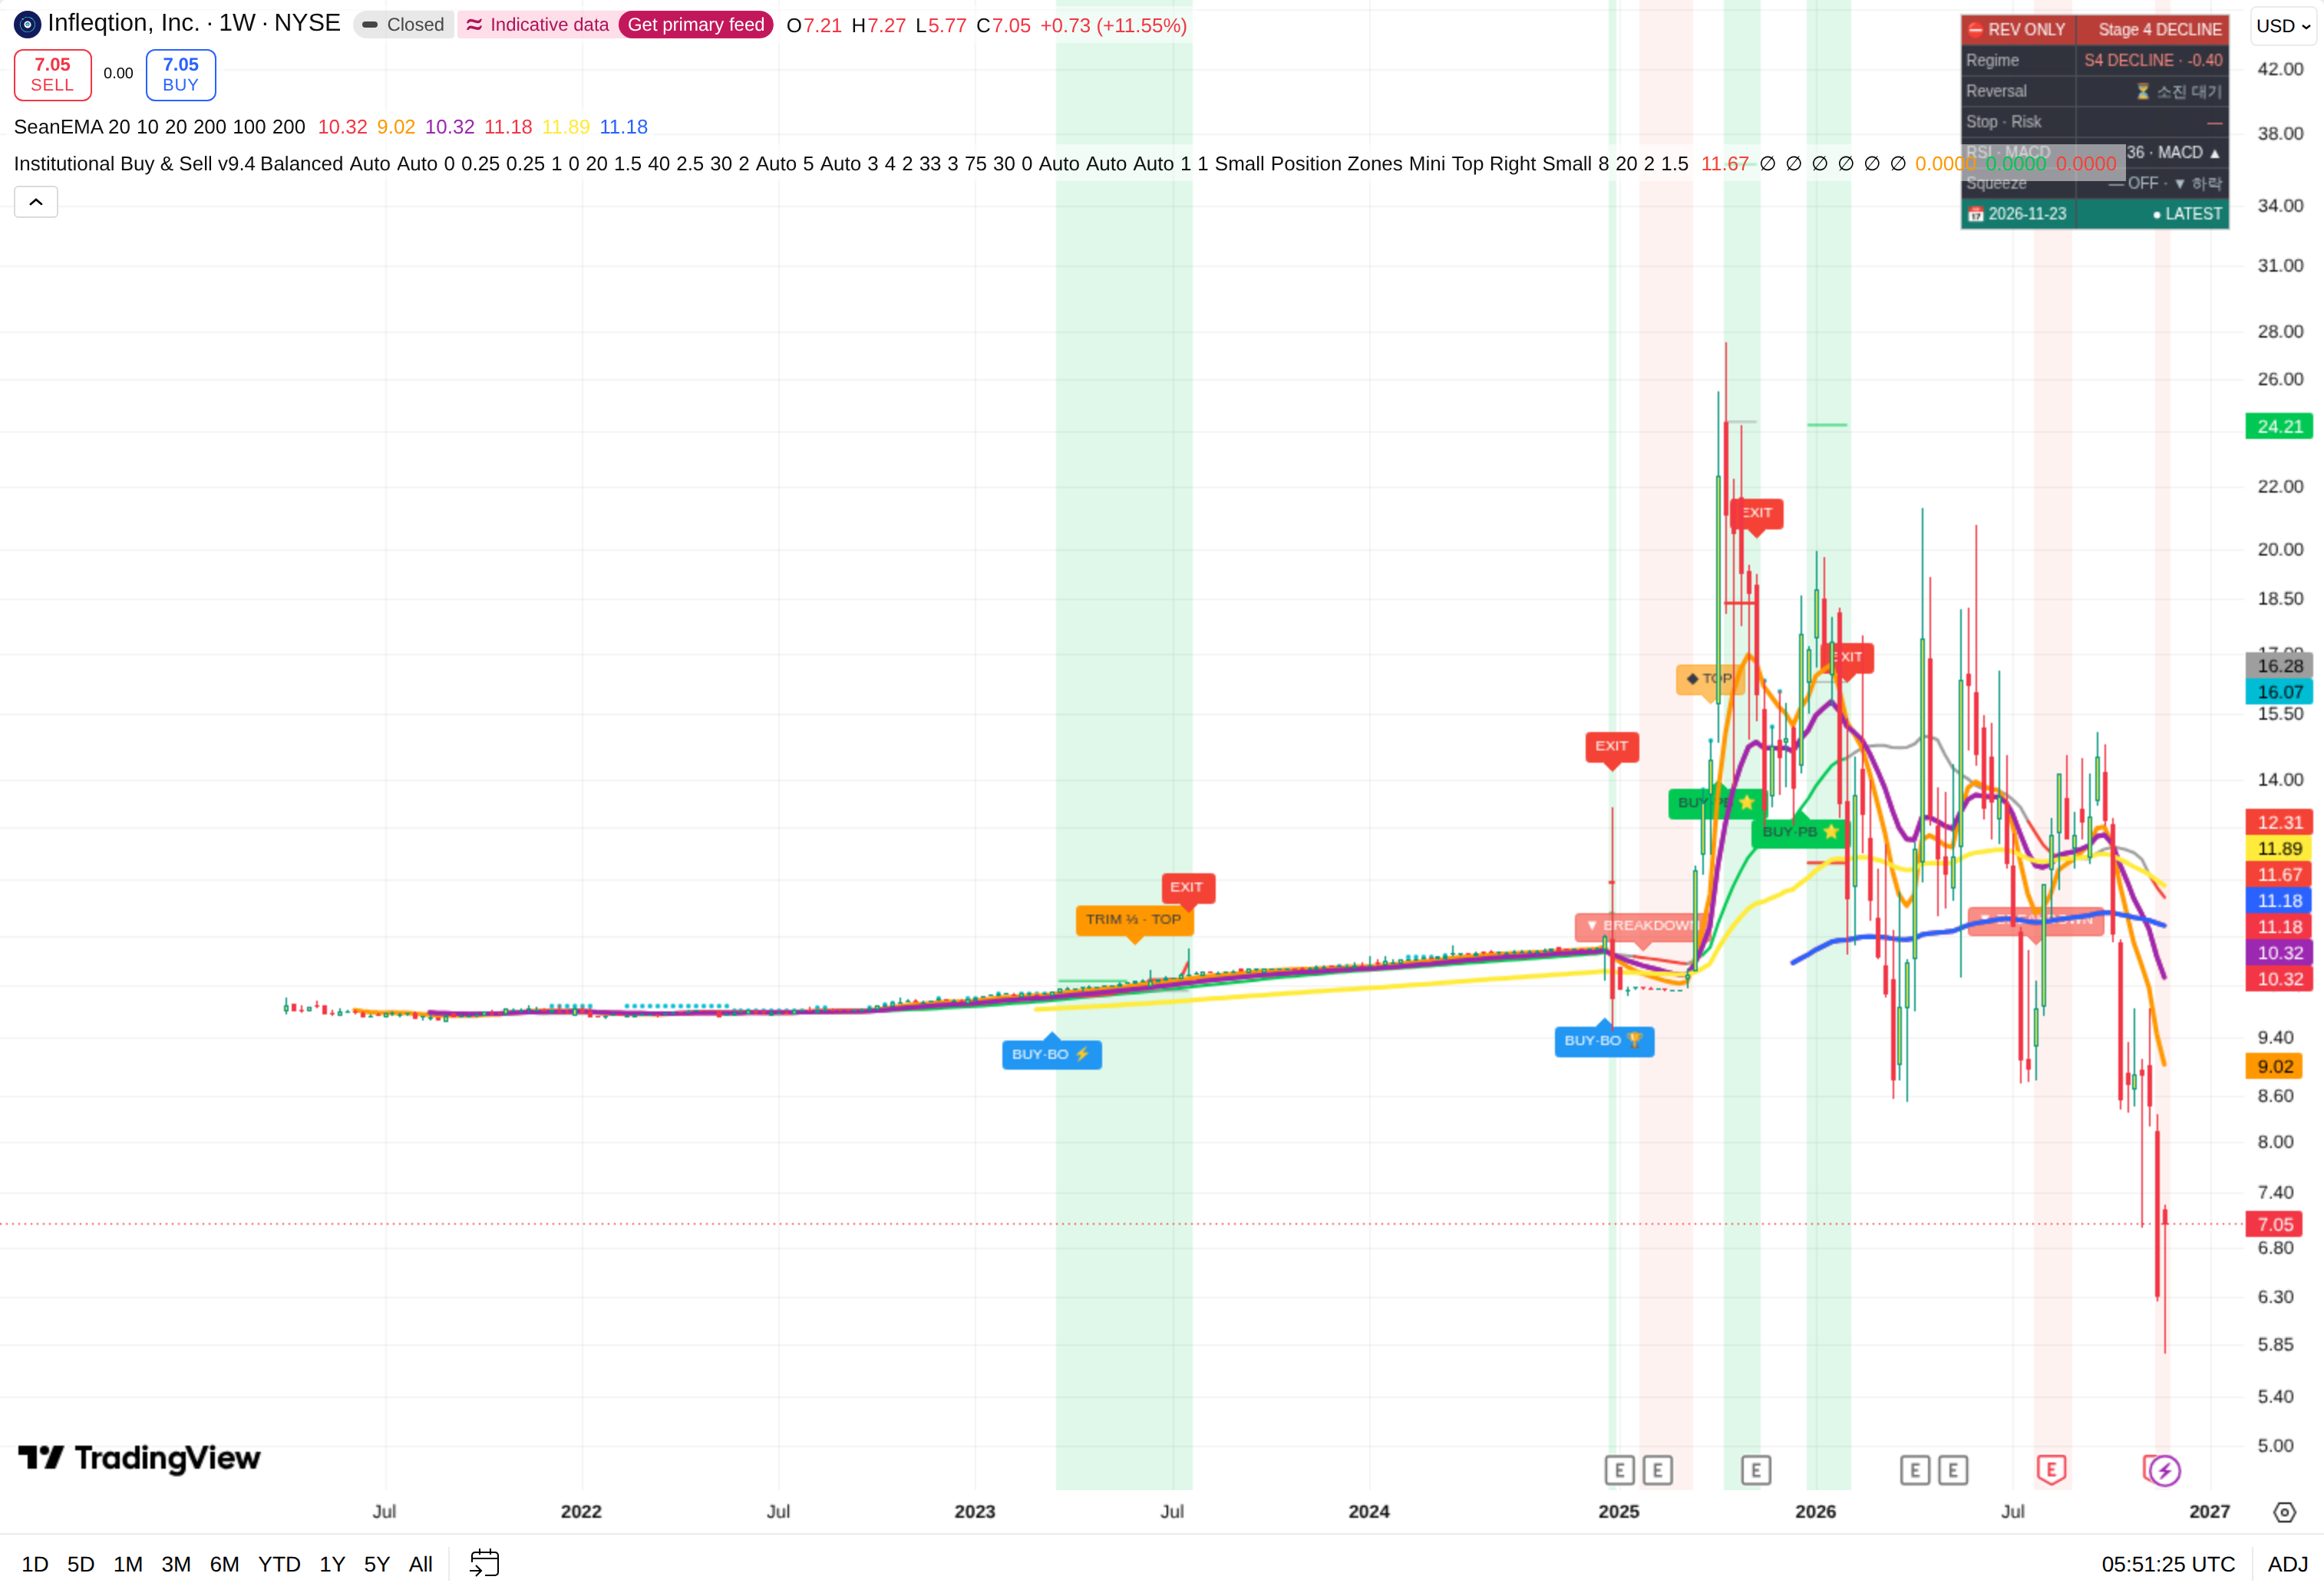 Infleqtion, Inc. · 1W · NYSE Closed Indicative data Get primary feed O7.21 H7.27 L5.77 C7.05 +0.73 (+11.55%)
7.05 SELL 0.00 7.05 BUY
SeanEMA 20 10 20 200 100 200 10.32 9.02 10.32 11.18 11.89 11.18
Institutional Buy & Sell v9.4 Balanced Auto Auto 0 0.25 0.25 1 0 20 1.5 40 2.5 30 2 Auto 5 Auto 3 4 2 33 3 75 30 0 Auto Auto Auto 1 1 Small Position Zones Mini Top Right Small 8 20 2 1.5 11.67 ∅ ∅ ∅ ∅ ∅ ∅ 0.0000 0.0000 0.0000
⛔ REV ONLY Stage 4 DECLINE
Regime S4 DECLINE · -0.40
Reversal ⏳ 소진 대기
Stop · Risk —
RSI · MACD 36 · MACD ▲
Squeeze — OFF · ▼ 하락
📅 2026-11-23 ● LATEST
USD
42.00
38.00
34.00
31.00
28.00
26.00
24.21
22.00
20.00
18.50
17.00
16.28
16.07
15.50
14.00
12.31
11.89
11.67
11.18
11.18
10.32
10.32
9.40
9.02
8.60
8.00
7.40
7.05
6.80
6.30
5.85
5.40
5.00
EXIT
EXIT
◆ TOP
EXIT
BUY-PB ⭐
BUY-PB ⭐
EXIT
TRIM ⅓ · TOP
▼ BREAKDOWN
▼ BREAKDOWN
BUY-BO ⚡
BUY-BO 🏆
TradingView
E E E E E E
Jul 2022 Jul 2023 Jul 2024 2025 2026 Jul 2027
1D 5D 1M 3M 6M YTD 1Y 5Y All 05:51:25 UTC ADJ